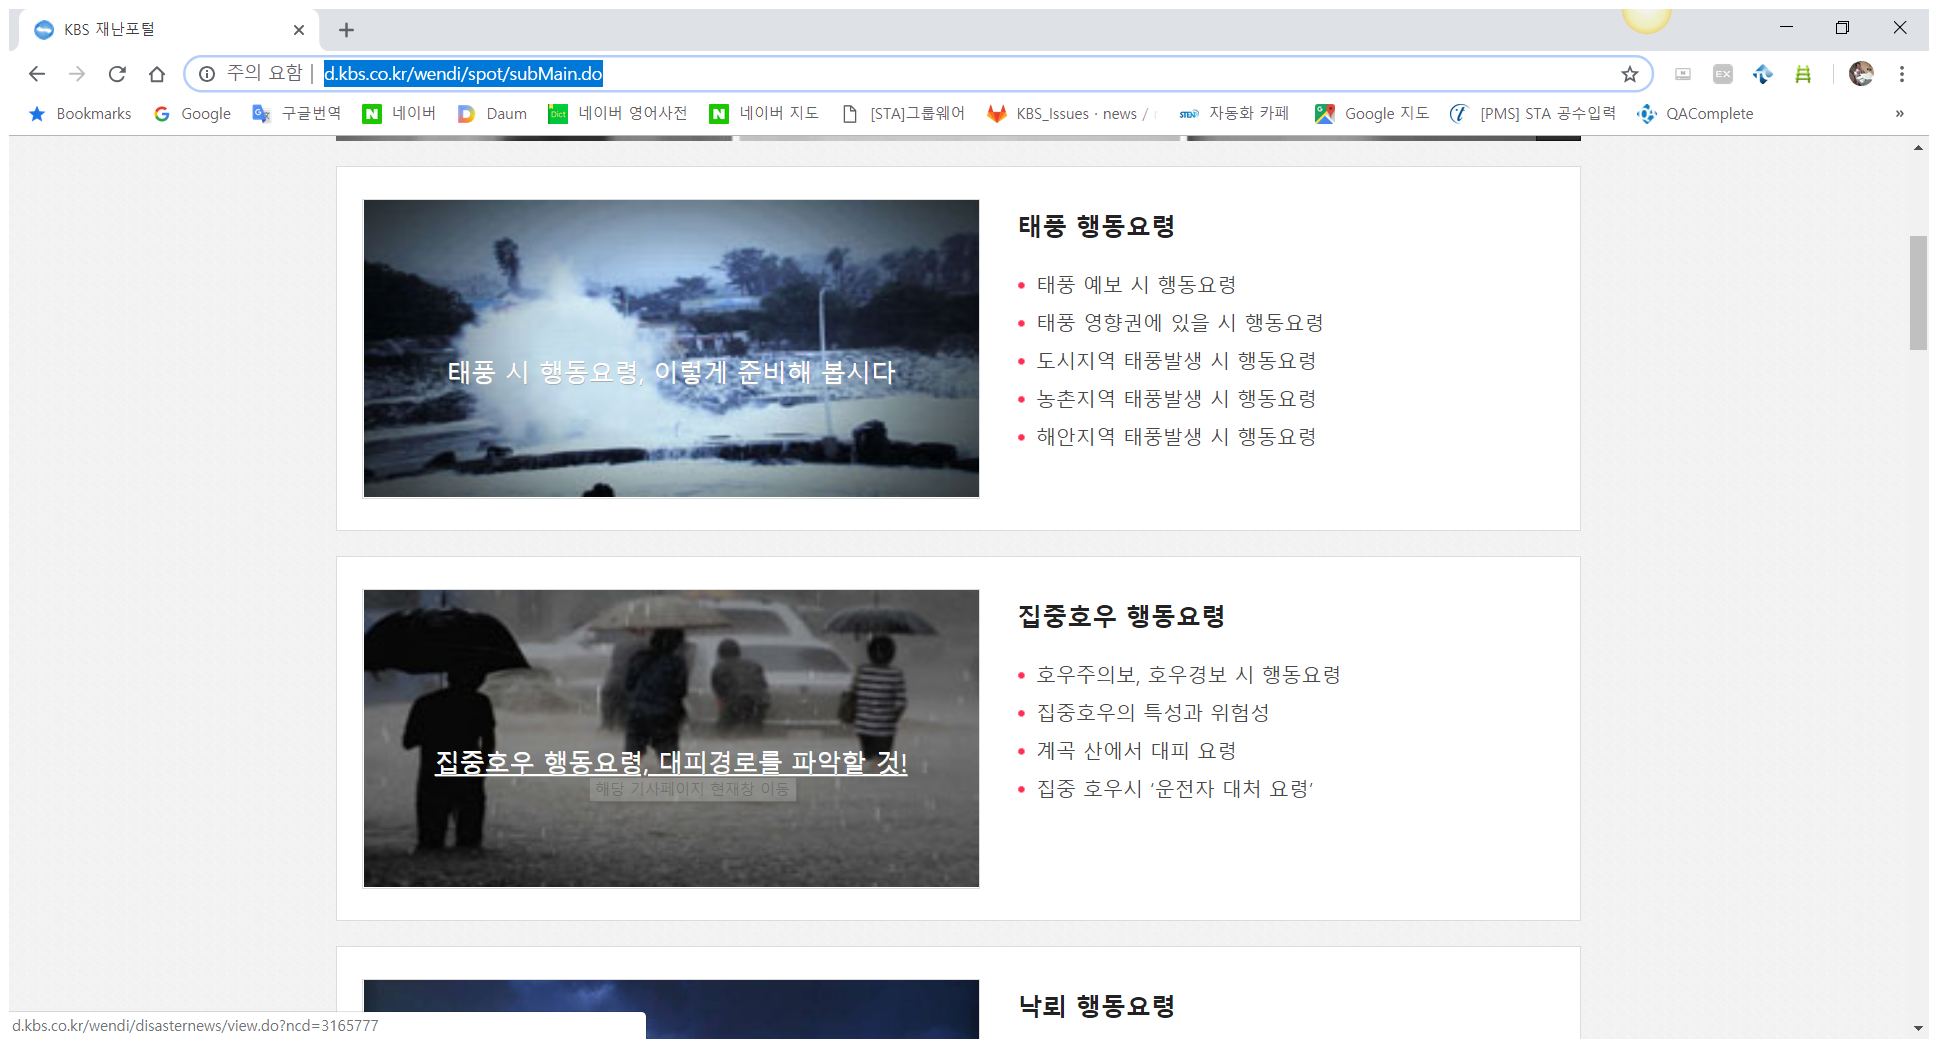 KBS 재난포털
주의 요함 | d.kbs.co.kr/wendi/spot/subMain.do
EX
Bookmarks Google 구글번역 네이버 Daum 네이버 영어사전 네이버 지도 [STA]그룹웨어 KBS_Issues · news / 자동화 카페 Google 지도 [PMS] STA 공수입력 QAComplete »
태풍 시 행동요령, 이렇게 준비해 봅시다
태풍 행동요령
태풍 예보 시 행동요령
태풍 영향권에 있을 시 행동요령
도시지역 태풍발생 시 행동요령
농촌지역 태풍발생 시 행동요령
해안지역 태풍발생 시 행동요령
집중호우 행동요령, 대피경로를 파악할 것!
해당 기사페이지 현재창 이동
집중호우 행동요령
호우주의보, 호우경보 시 행동요령
집중호우의 특성과 위험성
계곡 산에서 대피 요령
집중 호우시 ‘운전자 대처 요령’
낙뢰 행동요령
d.kbs.co.kr/wendi/disasternews/view.do?ncd=3165777